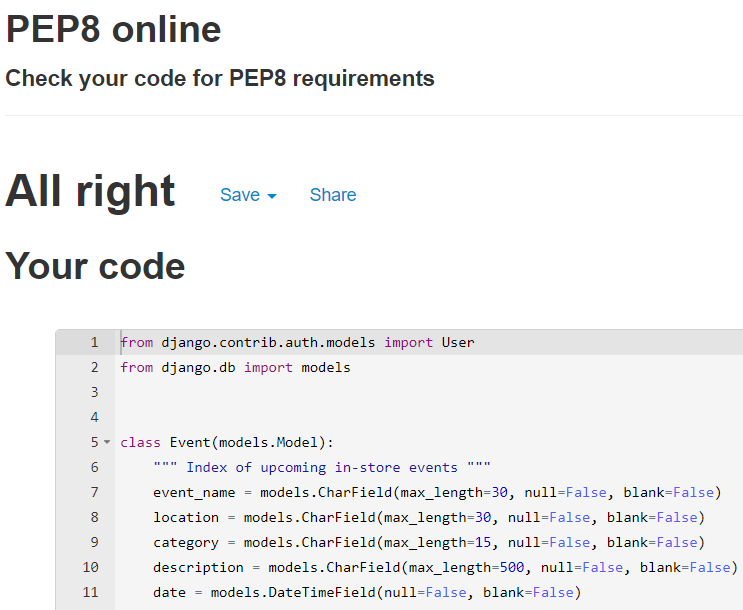 PEP8 online
Check your code for PEP8 requirements
All right Save Share
Your code
1 from django.contrib.auth.models import User
2 from django.db import models
3
4
5 class Event(models.Model):
6     """ Index of upcoming in-store events """
7     event_name = models.CharField(max_length=30, null=False, blank=False)
8     location = models.CharField(max_length=30, null=False, blank=False)
9     category = models.CharField(max_length=15, null=False, blank=False)
10     description = models.CharField(max_length=500, null=False, blank=False)
11     date = models.DateTimeField(null=False, blank=False)